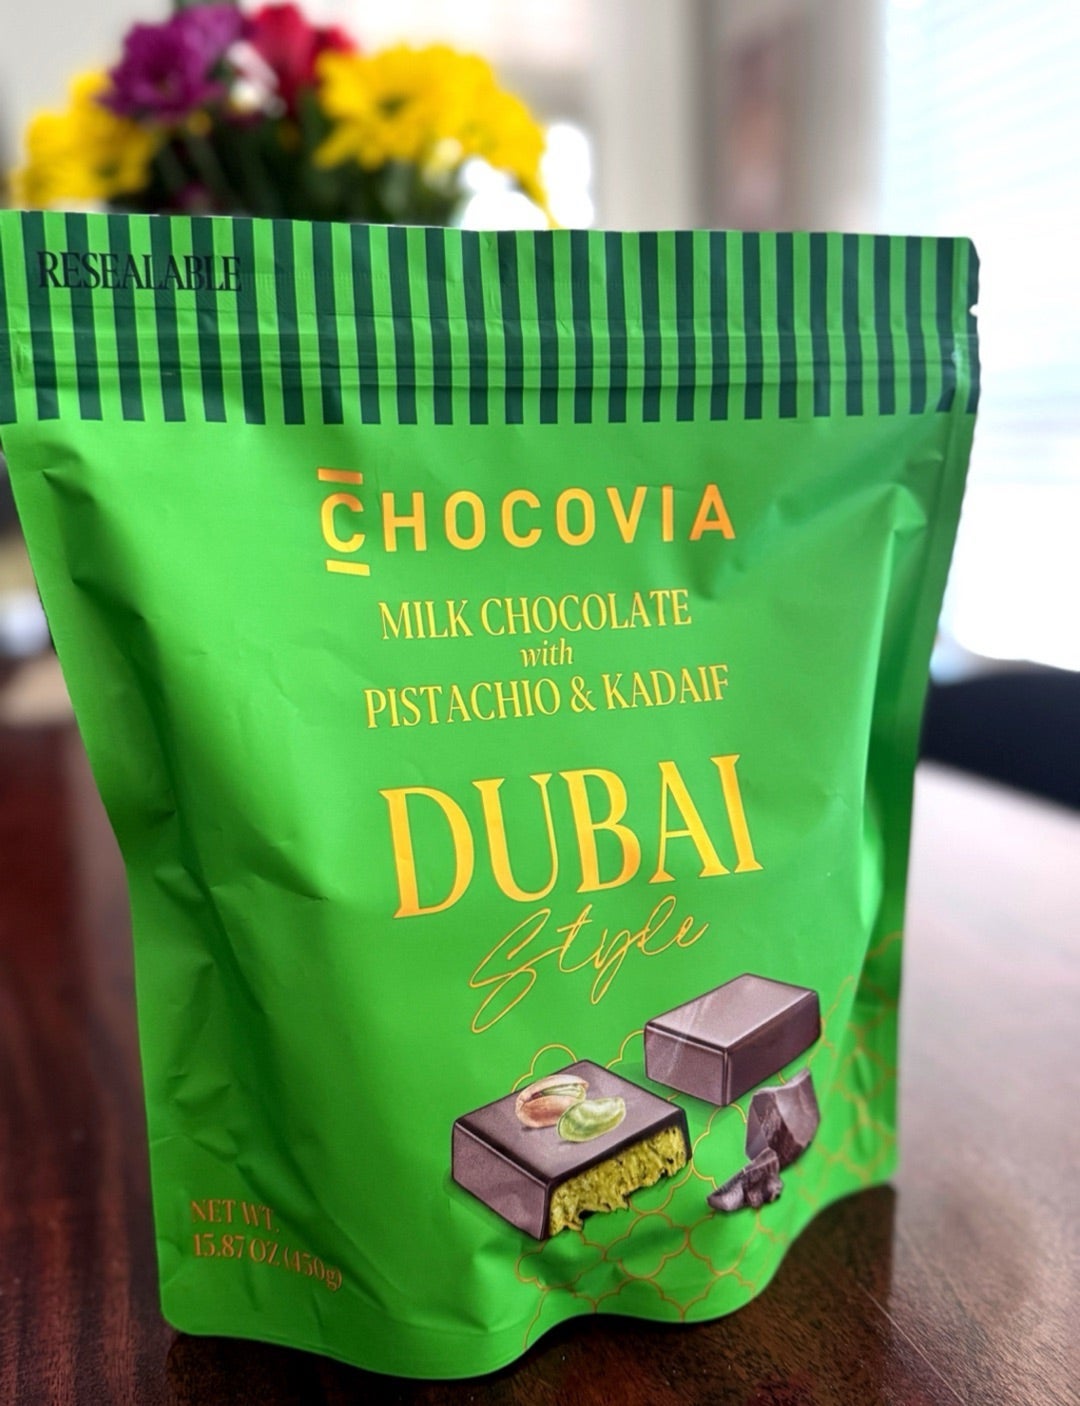 RESEALABLE
CHOCOVIA
MILK CHOCOLATE
with
PISTACHIO & KADAIF
DUBAI
Style
NET WT.
15.87 OZ (450g)